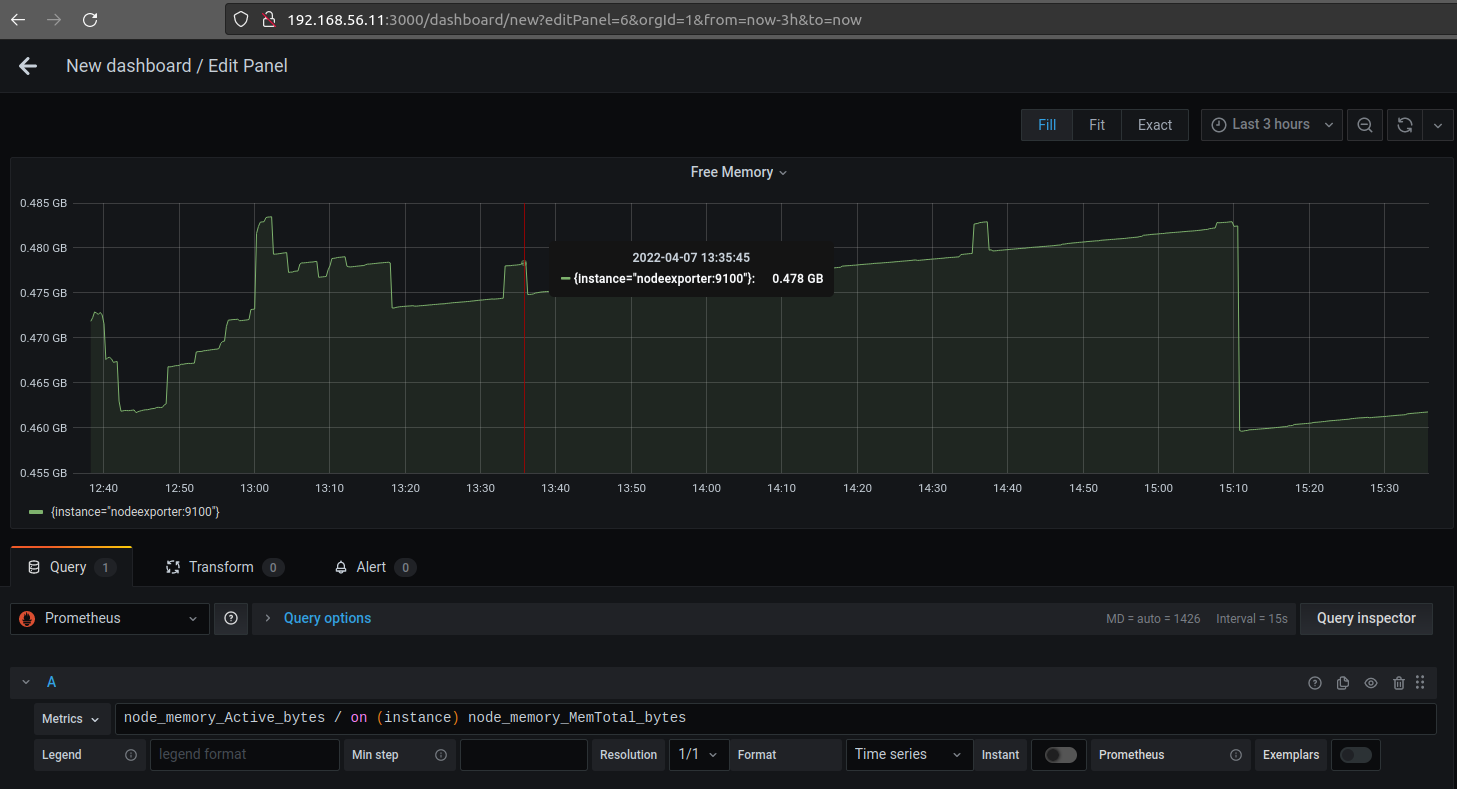 192.168.56.11:3000/dashboard/new?editPanel=6&orgId=1&from=now-3h&to=now
New dashboard / Edit Panel
Fill Fit Exact Last 3 hours
Free Memory
0.485 GB
0.480 GB
0.475 GB
0.470 GB
0.465 GB
0.460 GB
0.455 GB
2022-04-07 13:35:45
{instance="nodeexporter:9100"}: 0.478 GB
12:40 12:50 13:00 13:10 13:20 13:30 13:40 13:50 14:00 14:10 14:20 14:30 14:40 14:50 15:00 15:10 15:20 15:30
{instance="nodeexporter:9100"}
Query 1 Transform 0 Alert 0
Prometheus Query options MD = auto = 1426 Interval = 15s Query inspector
A
Metrics node_memory_Active_bytes / on (instance) node_memory_MemTotal_bytes
Legend legend format Min step Resolution 1/1 Format Time series Instant Prometheus Exemplars